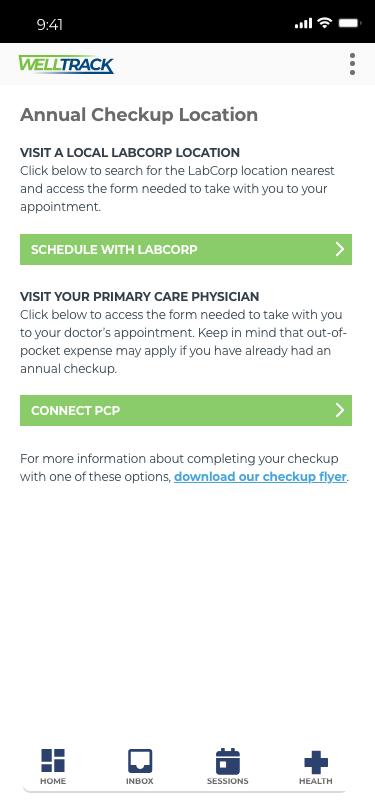 9:41
WELLTRACK
Annual Checkup Location
VISIT A LOCAL LABCORP LOCATION
Click below to search for the LabCorp location nearest
and access the form needed to take with you to your
appointment.
SCHEDULE WITH LABCORP
VISIT YOUR PRIMARY CARE PHYSICIAN
Click below to access the form needed to take with you
to your doctor's appointment. Keep in mind that out-of-
pocket expense may apply if you have already had an
annual checkup.
CONNECT PCP
For more information about completing your checkup
with one of these options, download our checkup flyer.
HOME INBOX SESSIONS HEALTH